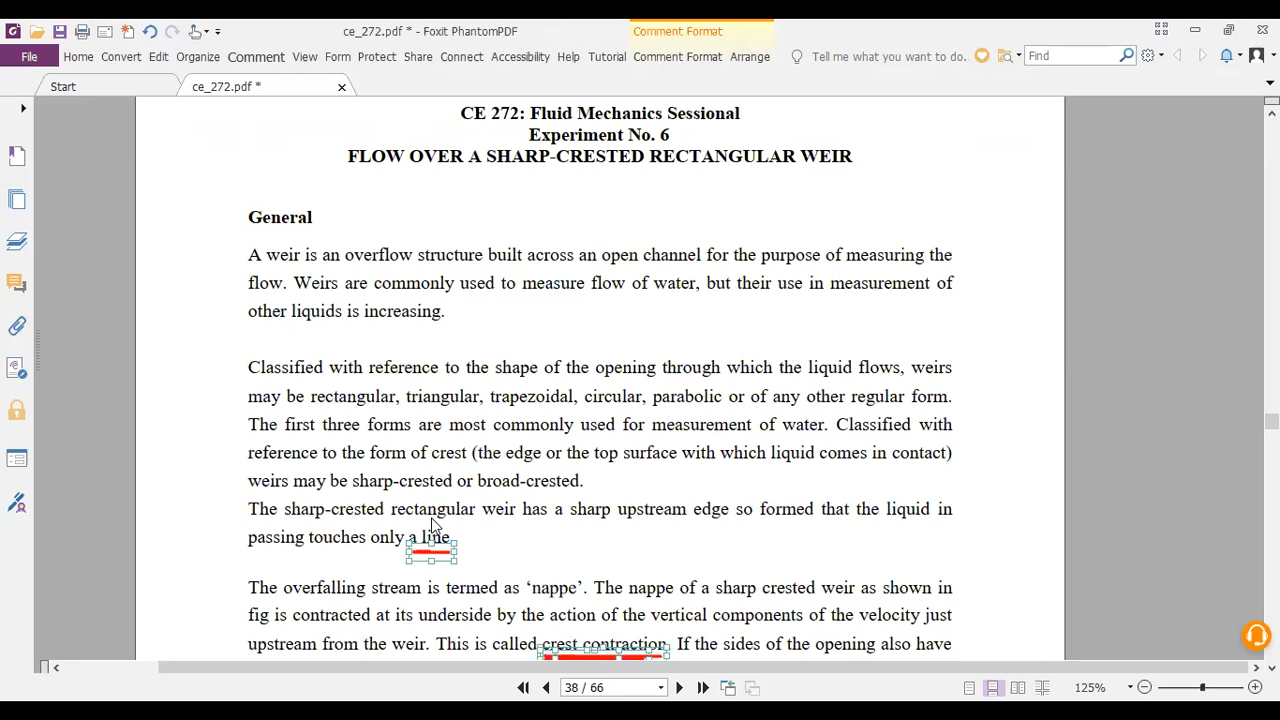 ce_272.pdf * - Foxit PhantomPDF
Comment Format
File Home Convert Edit Organize Comment View Form Protect Share Connect Accessibility Help Tutorial Comment Format Arrange
Tell me what you want to do.
Find
Start
ce_272.pdf *
CE 272: Fluid Mechanics Sessional
Experiment No. 6
FLOW OVER A SHARP-CRESTED RECTANGULAR WEIR
General
A weir is an overflow structure built across an open channel for the purpose of measuring the
flow. Weirs are commonly used to measure flow of water, but their use in measurement of
other liquids is increasing.
Classified with reference to the shape of the opening through which the liquid flows, weirs
may be rectangular, triangular, trapezoidal, circular, parabolic or of any other regular form.
The first three forms are most commonly used for measurement of water. Classified with
reference to the form of crest (the edge or the top surface with which liquid comes in contact)
weirs may be sharp-crested or broad-crested.
The sharp-crested rectangular weir has a sharp upstream edge so formed that the liquid in
passing touches only a line
The overfalling stream is termed as ‘nappe’. The nappe of a sharp crested weir as shown in
fig is contracted at its underside by the action of the vertical components of the velocity just
upstream from the weir. This is called crest contraction. If the sides of the opening also have
38 / 66
125%